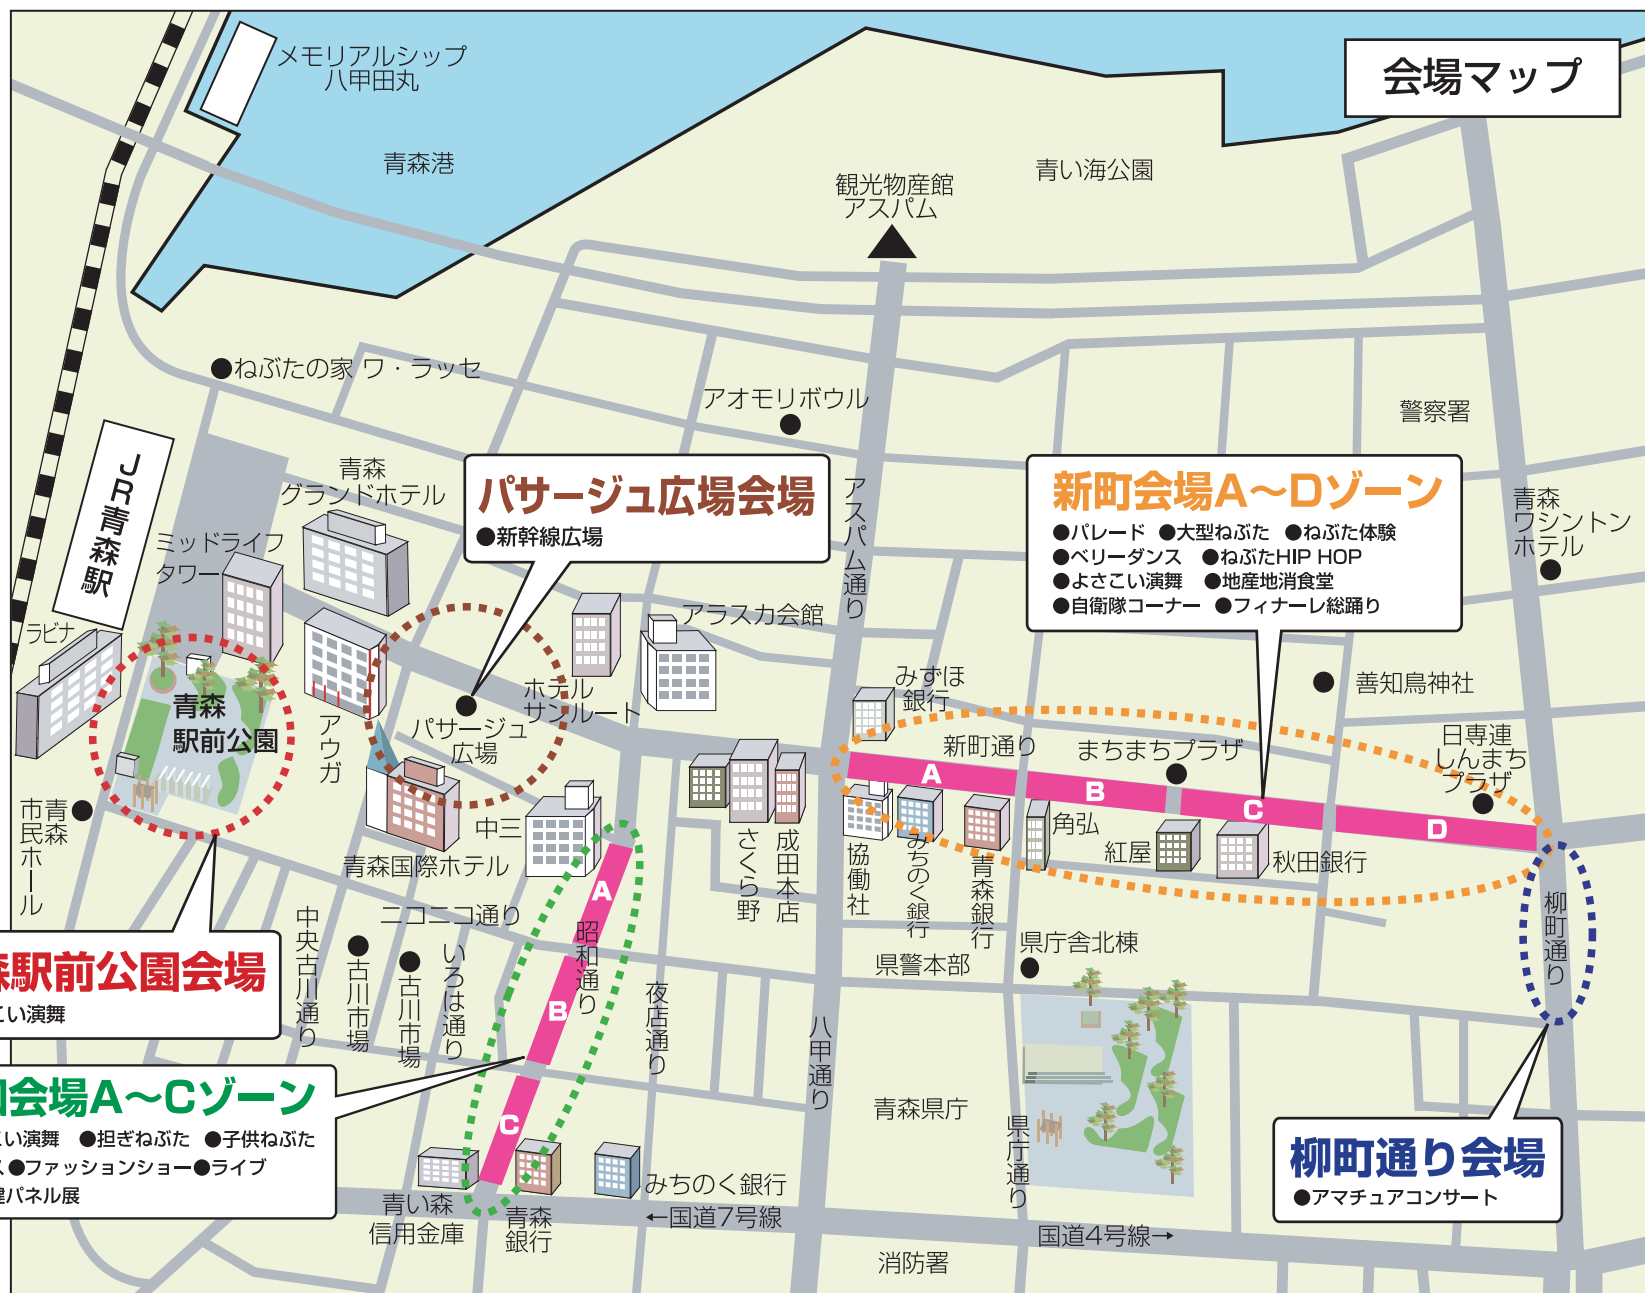 会場マップ
メモリアルシップ
八甲田丸
青森港
観光物産館
アスパム
青い海公園
●ねぶたの家 ワ・ラッセ
アオモリボウル
警察署
JR青森駅
青森
グランドホテル
パサージュ広場会場
●新幹線広場
アスパム通り
新町会場A〜Dゾーン
●パレード ●大型ねぶた ●ねぶた体験
●ベリーダンス ●ねぶたHIP HOP
●よさこい演舞 ●地産地消食堂
●自衛隊コーナー ●フィナーレ総踊り
青森
ワシントン
ホテル
ミッドライフ
タワー
ラビナ
アラスカ会館
青森
駅前公園
アウガ
パサージュ
広場
ホテル
サンルート
みずほ
銀行
善知鳥神社
新町通り
まちまちプラザ
日専連
しんまち
プラザ
A
B
C
D
青森
市民ホール
青森国際ホテル
中三
さくら野
成田本店
協働社
みちのく銀行
青森銀行
角弘
紅屋
秋田銀行
柳町通り
森駅前公園会場
こい演舞
中央古川通り
ニコニコ通り
古川市場
古川市場
いろは通り
昭和通り
夜店通り
A
B
C
八甲通り
県警本部
県庁舎北棟
青森県庁
県庁通り
会場A〜Cゾーン
い演舞 ●担ぎねぶた ●子供ねぶた
●ファッションショー●ライブ
パネル展
柳町通り会場
●アマチュアコンサート
青い森
信用金庫
青森
銀行
みちのく銀行
←国道7号線
国道4号線→
消防署